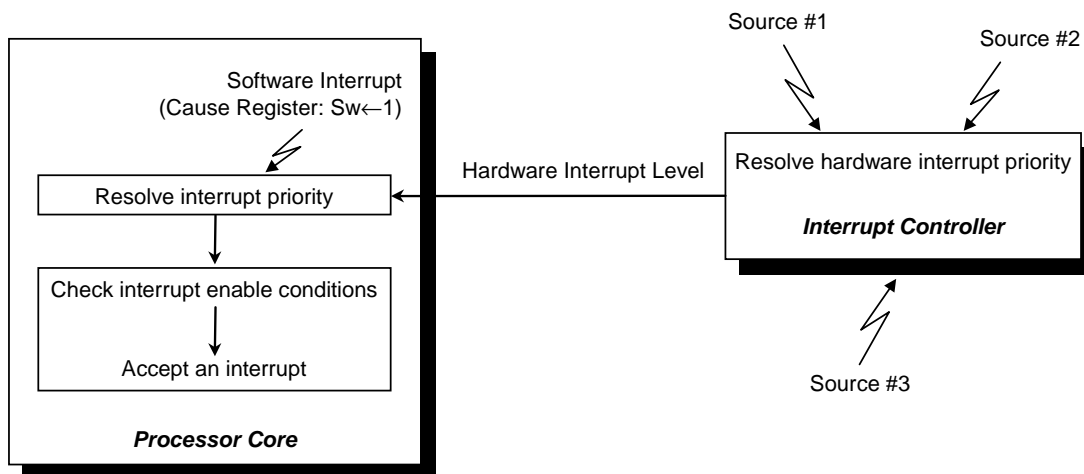 Source #1
Source #2
Software Interrupt
(Cause Register: Sw←1)
Hardware Interrupt Level
Resolve hardware interrupt priority
Resolve interrupt priority
Interrupt Controller
Check interrupt enable conditions
Accept an interrupt
Source #3
Processor Core